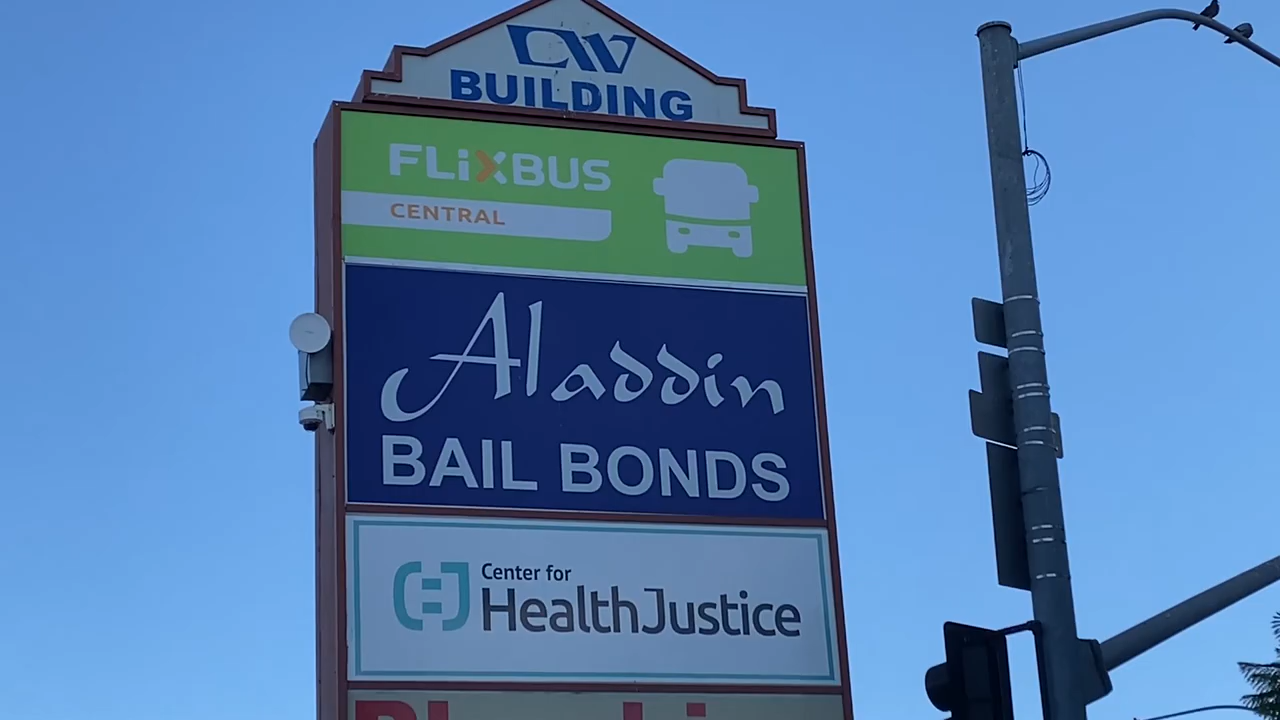 CW
BUILDING
FLiXBUS
CENTRAL
Aladdin
BAIL BONDS
Center for
HealthJustice